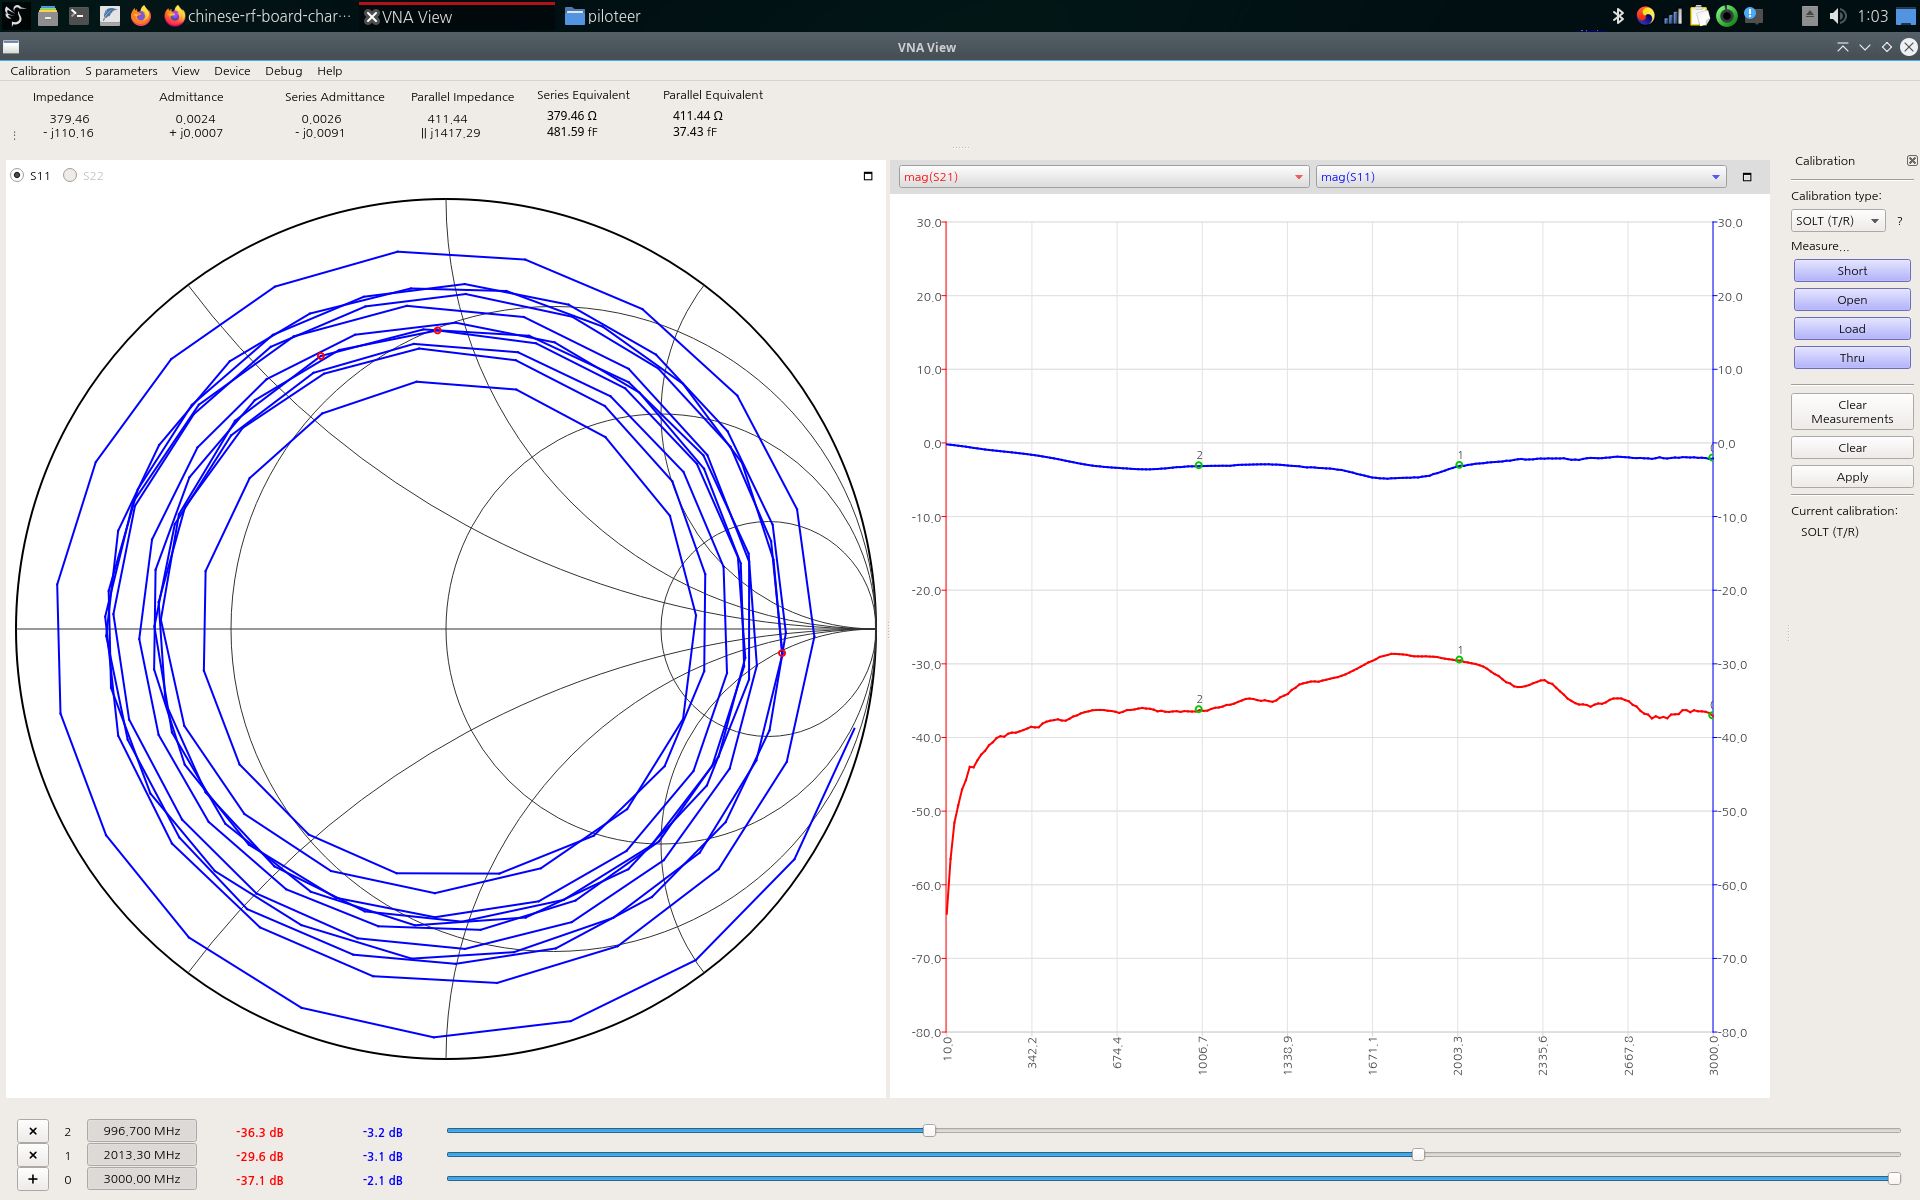 chinese-rf-board-char···
VNA View
piloteer
1:03
VNA View
Calibration S parameters View Device Debug Help
Impedance Admittance Series Admittance Parallel Impedance Series Equivalent Parallel Equivalent
379.46 0.0024 0.0026 411.44 379.46 Ω 411.44 Ω
- j110.16 + j0.0007 - j0.0091 || j1417.29 481.59 fF 37.43 fF
S11 S22
mag(S21) mag(S11)
30.0 30.0
20.0 20.0
10.0 10.0
0.0 0.0
-10.0 -10.0
-20.0 -20.0
-30.0 -30.0
-40.0 -40.0
-50.0 -50.0
-60.0 -60.0
-70.0 -70.0
-80.0 -80.0
2 1
2 1
10.0 342.2 674.4 1006.7 1338.9 1671.1 2003.3 2335.6 2667.8 3000.0
Calibration
Calibration type:
SOLT (T/R) ?
Measure...
Short
Open
Load
Thru
Clear
Measurements
Clear
Apply
Current calibration:
SOLT (T/R)
× 2 996.700 MHz -36.3 dB -3.2 dB
× 1 2013.30 MHz -29.6 dB -3.1 dB
+ 0 3000.00 MHz -37.1 dB -2.1 dB